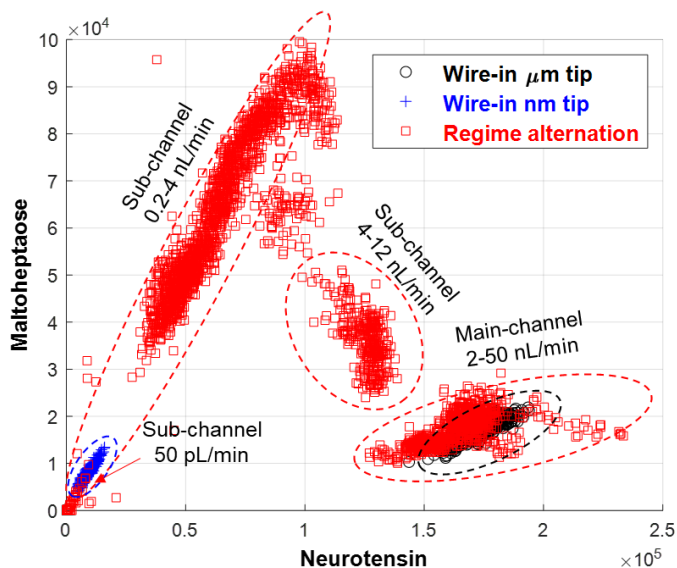 × 10⁴
10
9
8
7
6
5
4
3
2
1
0
Maltoheptaose
Wire-in μm tip
Wire-in nm tip
Regime alternation
Sub-channel
0.2-4 nL/min
Sub-channel
4-12 nL/min
Main-channel
2-50 nL/min
Sub-channel
50 pL/min
0 0.5 1 1.5 2 2.5
Neurotensin
× 10⁵